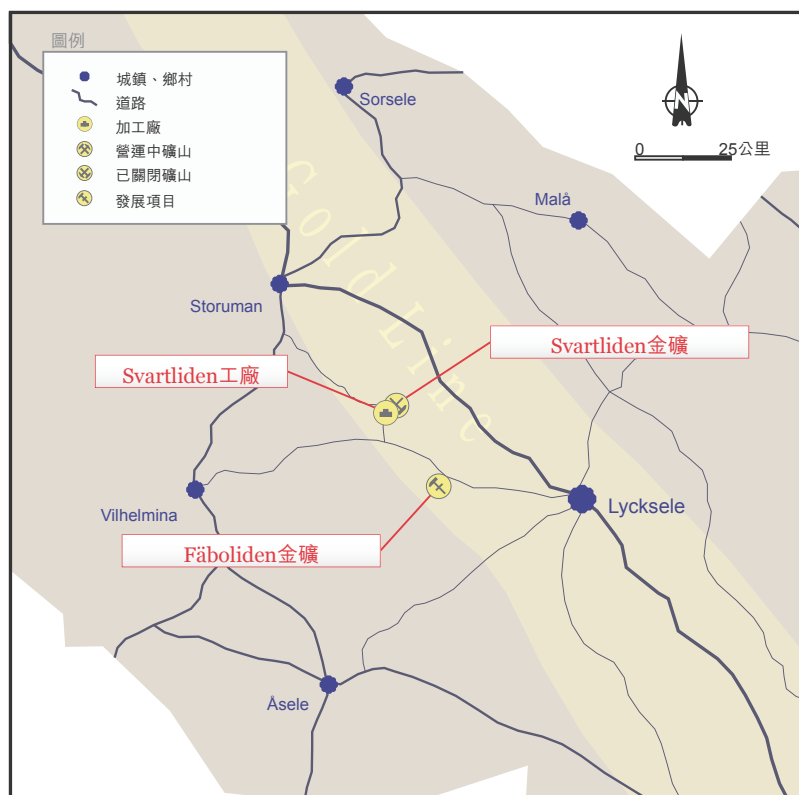 圖例
城鎮、鄉村
道路
加工廠
營運中礦山
已關閉礦山
發展項目
Sorsele
N
0 25公里
Malå
Gold Line
Storuman
Svartliden金礦
Svartliden工廠
Vilhelmina
Lycksele
Fäboliden金礦
Åsele